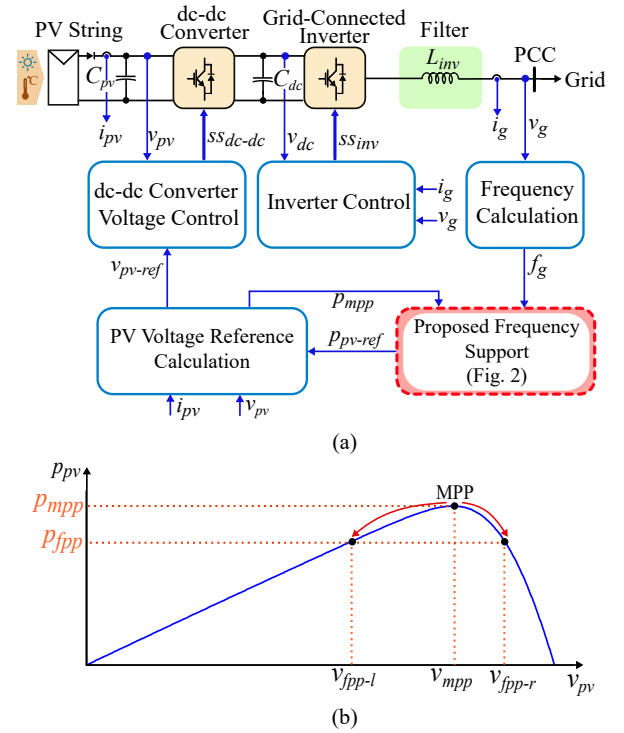 PV String
dc-dc
Converter
Grid-Connected
Inverter
Filter
PCC
Grid
°C
C_pv
C_dc
L_inv
i_pv
v_pv
ss_dc-dc
v_dc
ss_inv
i_g
v_g
dc-dc Converter
Voltage Control
Inverter Control
i_g
v_g
Frequency
Calculation
v_pv-ref
f_g
p_mpp
PV Voltage Reference
Calculation
p_pv-ref
Proposed Frequency
Support
(Fig. 2)
i_pv
v_pv
(a)
p_pv
MPP
p_mpp
p_fpp
v_fpp-l
v_mpp
v_fpp-r
v_pv
(b)